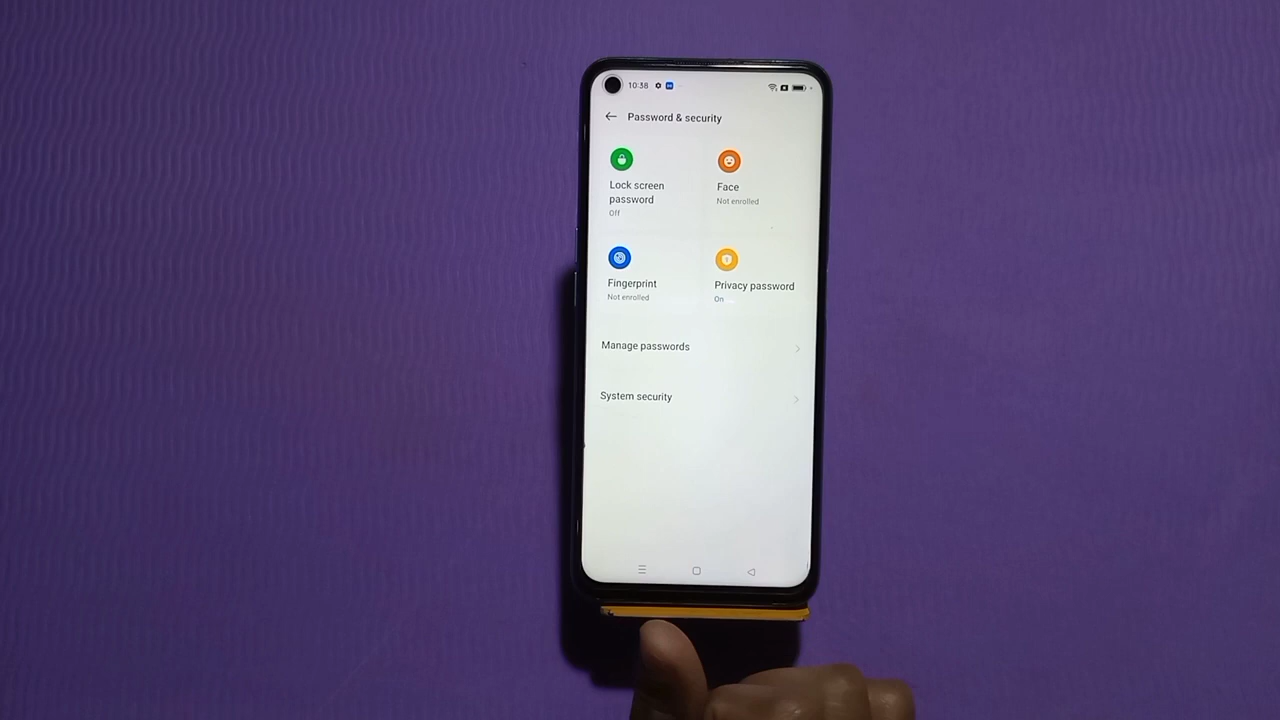 10:38
Password & security
Lock screen
password
Off
Face
Not enrolled
Fingerprint
Not enrolled
Privacy password
On
Manage passwords
System security